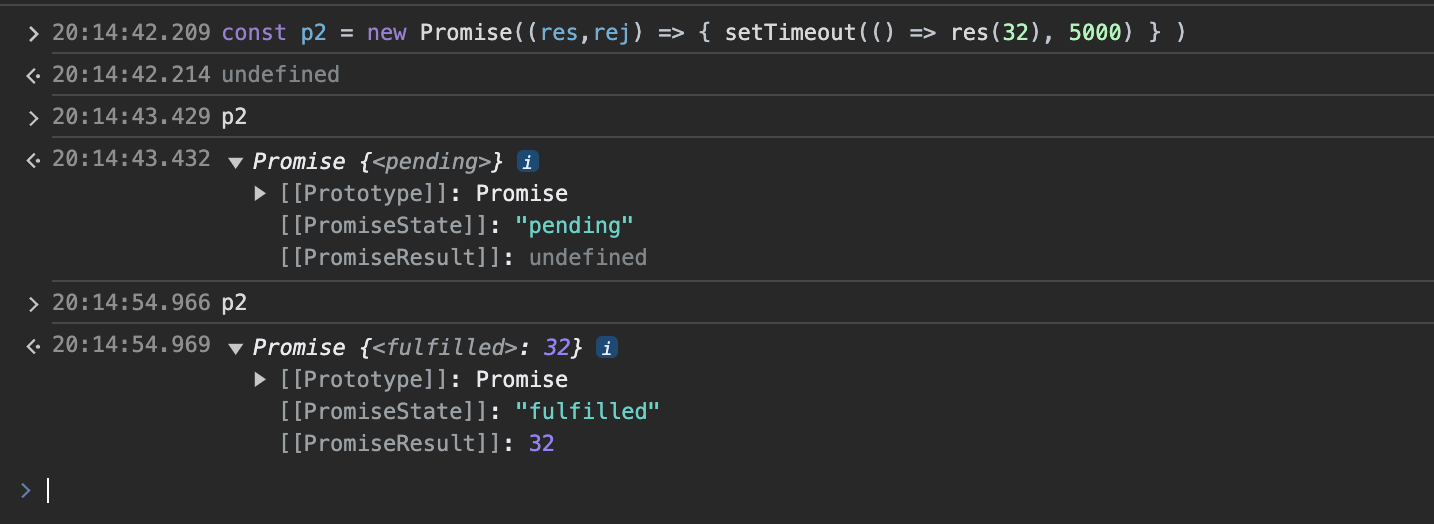 20:14:42.209 const p2 = new Promise((res,rej) => { setTimeout(() => res(32), 5000) } )
20:14:42.214 undefined
20:14:43.429 p2
20:14:43.432 ▼ Promise {<pending>} i
▶ [[Prototype]]: Promise
[[PromiseState]]: "pending"
[[PromiseResult]]: undefined
20:14:54.966 p2
20:14:54.969 ▼ Promise {<fulfilled>: 32} i
▶ [[Prototype]]: Promise
[[PromiseState]]: "fulfilled"
[[PromiseResult]]: 32